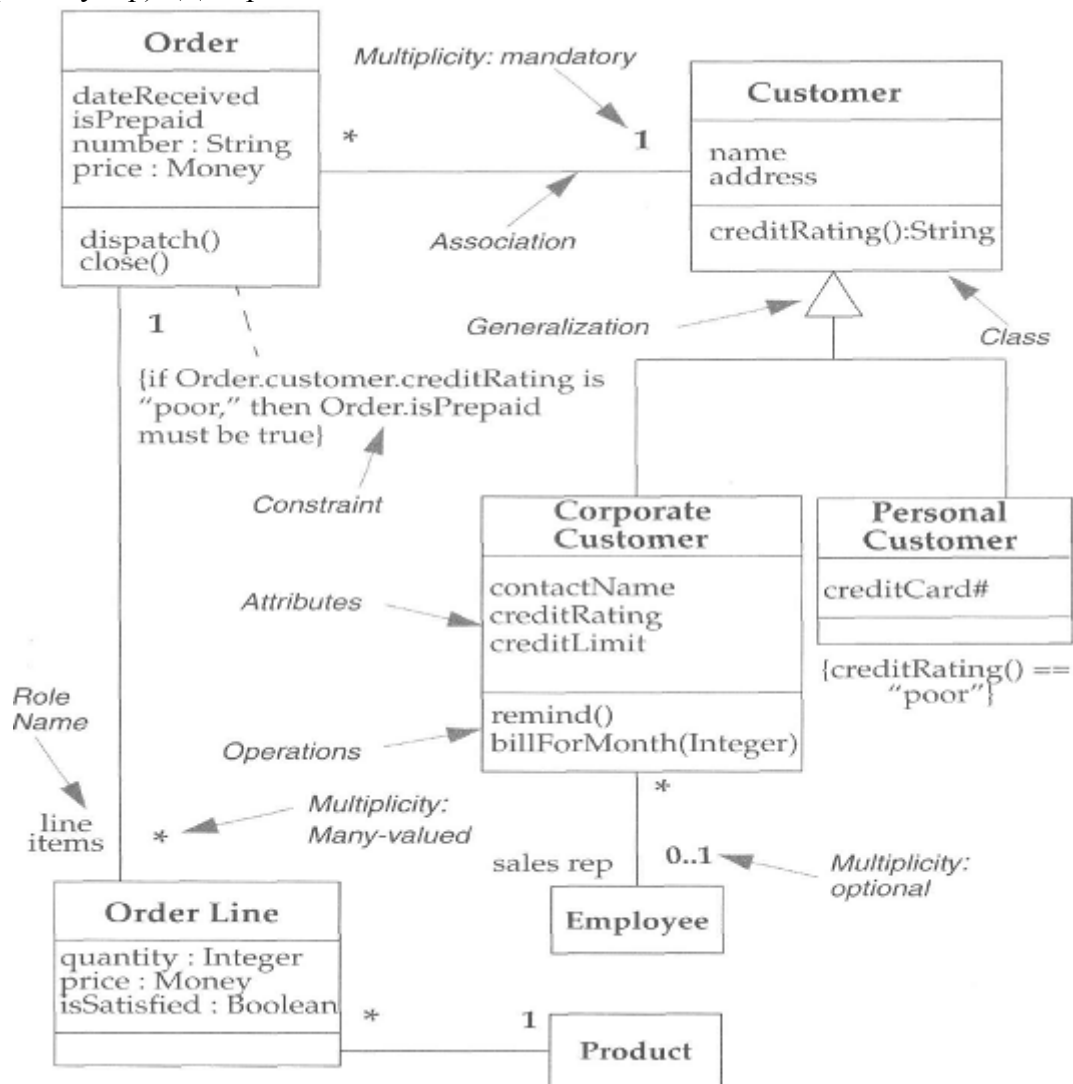 Order
dateReceived
isPrepaid
number : String
price : Money
dispatch()
close()
Multiplicity: mandatory
*
1
Association
Customer
name
address
creditRating():String
Generalization
Class
1
{if Order.customer.creditRating is
“poor,” then Order.isPrepaid
must be true}
Constraint
Corporate
Customer
contactName
creditRating
creditLimit
remind()
billForMonth(Integer)
Personal
Customer
creditCard#
{creditRating() ==
“poor”}
Attributes
Operations
Role
Name
line
items
*
Multiplicity:
Many-valued
*
sales rep
0..1
Multiplicity:
optional
Employee
Order Line
quantity : Integer
price : Money
isSatisfied : Boolean
*
1
Product